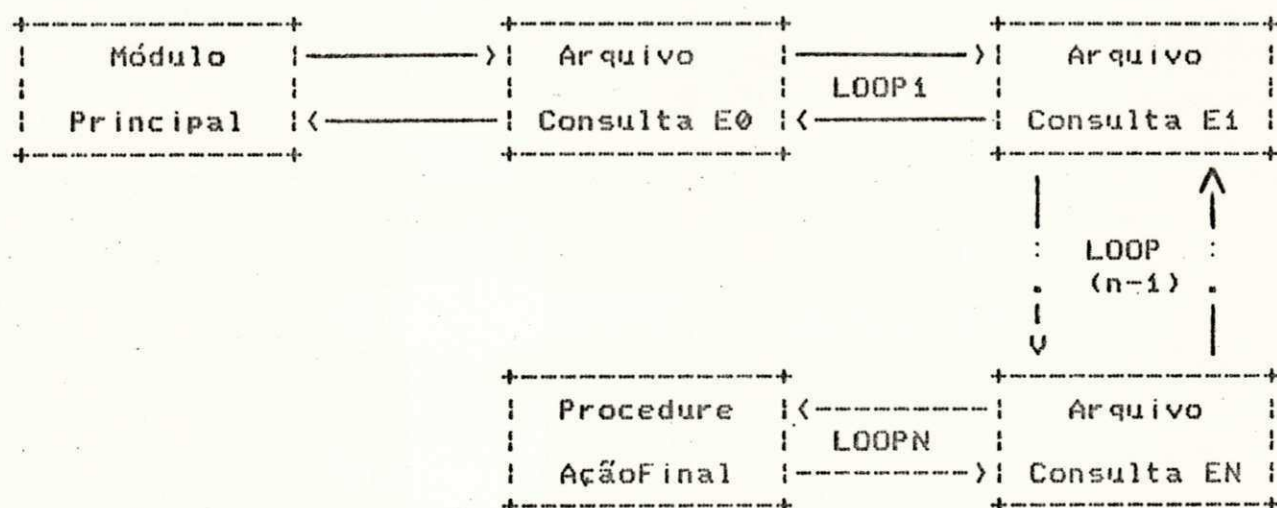 Módulo Arquivo Arquivo
LOOP1
Principal Consulta E0 Consulta E1
LOOP
(n-1)
Procedure Arquivo
LOOPN
AçãoFinal Consulta EN